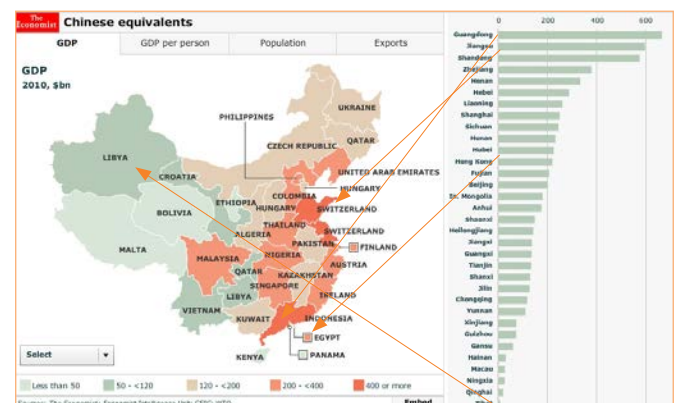 The Economist
Chinese equivalents
GDP
GDP per person
Population
Exports
GDP
2010, $bn
UKRAINE
PHILIPPINES
QATAR
CZECH REPUBLIC
LIBYA
UNITED ARAB EMIRATES
CROATIA
HUNGARY
COLOMBIA
ETHIOPIA
HUNGARY
SWITZERLAND
BOLIVIA
THAILAND
SWITZERLAND
ALGERIA
PAKISTAN
FINLAND
MALTA
MALAYSIA
NIGERIA
AUSTRIA
QATAR
KAZAKHSTAN
SINGAPORE
LIBYA
IRELAND
VIETNAM
KUWAIT
INDONESIA
EGYPT
KENYA
PANAMA
Select
Less than 50
50 - <120
120 - <200
200 - <400
400 or more
Embed
0 200 400 600
Guangdong
Jiangsu
Shandong
Zhejiang
Henan
Hebei
Liaoning
Shanghai
Sichuan
Hunan
Hubei
Hong Kong
Fujian
Beijing
In. Mongolia
Anhui
Shaanxi
Heilongjiang
Jiangxi
Guangxi
Tianjin
Shanxi
Jilin
Chongqing
Yunnan
Xinjiang
Guizhou
Gansu
Hainan
Macau
Ningxia
Qinghai